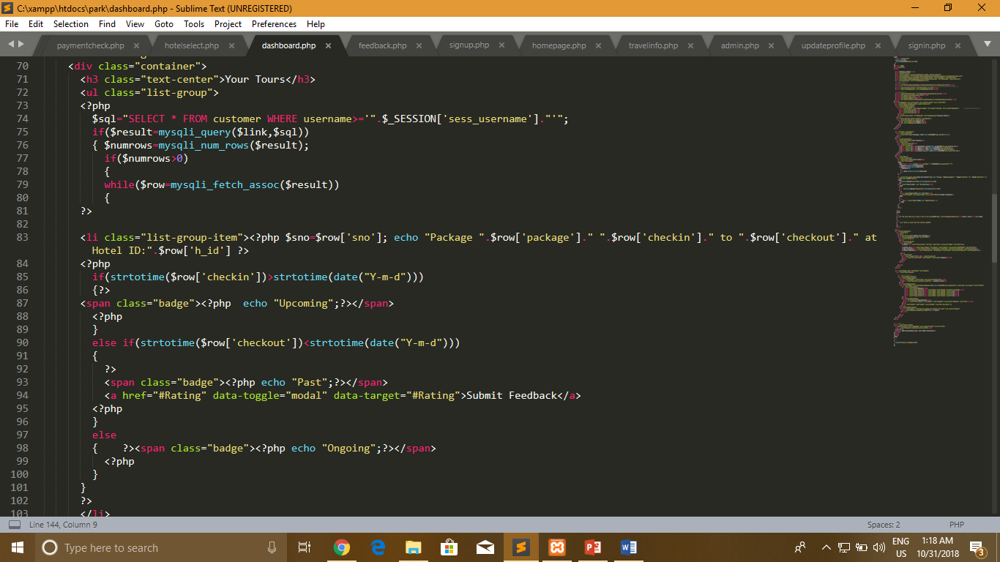 C:\xampp\htdocs\park\dashboard.php - Sublime Text (UNREGISTERED)
File Edit Selection Find View Goto Tools Project Preferences Help
paymentcheck.php hotelselect.php dashboard.php feedback.php signup.php homepage.php travelinfo.php admin.php updateprofile.php signin.php
70 <div class="container">
71 <h3 class="text-center">Your Tours</h3>
72 <ul class="list-group">
73 <?php
74 $sql="SELECT * FROM customer WHERE username>='".$_SESSION['sess_username']."'";
75 if($result=mysqli_query($link,$sql))
76 { $numrows=mysqli_num_rows($result);
77 if($numrows>0)
78 {
79 while($row=mysqli_fetch_assoc($result))
80 {
81 ?>
82
83 <li class="list-group-item"><?php $sno=$row['sno']; echo "Package ".$row['package']." ".$row['checkin']." to ".$row['checkout']." at
Hotel ID:".$row['h_id'] ?>
84 <?php
85 if(strtotime($row['checkin'])>strtotime(date("Y-m-d")))
86 {?>
87 <span class="badge"><?php  echo "Upcoming";?></span>
88 <?php
89 }
90 else if(strtotime($row['checkout'])<strtotime(date("Y-m-d")))
91 {
92 ?>
93 <span class="badge"><?php echo "Past";?></span>
94 <a href="#Rating" data-toggle="modal" data-target="#Rating">Submit Feedback</a>
95 <?php
96 }
97 else
98 {    ?><span class="badge"><?php echo "Ongoing";?></span>
99 <?php
100 }
101 }
102 ?>
103 </li>
Line 144, Column 9 Spaces: 2 PHP
Type here to search ENG US 1:18 AM 10/31/2018 3